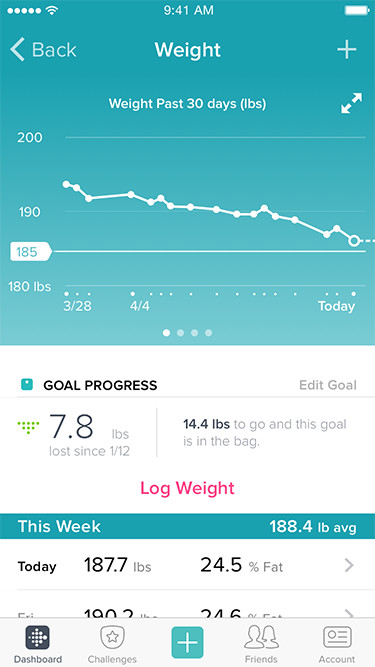 9:41 AM
Back Weight
Weight Past 30 days (lbs)
200
190
185
180 lbs
3/28 4/4 Today
GOAL PROGRESS Edit Goal
7.8 lbs
lost since 1/12
14.4 lbs to go and this goal
is in the bag.
Log Weight
This Week 188.4 lb avg
Today 187.7 lbs 24.5 % Fat
Fri 190.2 lbs 24.6 % Fat
Dashboard Challenges Friends Account